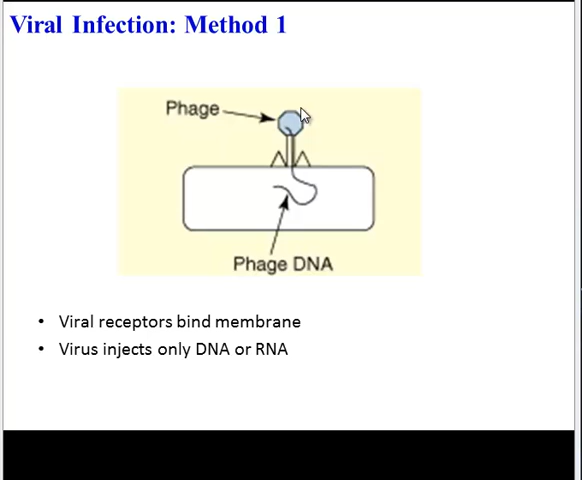 Viral Infection: Method 1
Phage
Phage DNA
• Viral receptors bind membrane
• Virus injects only DNA or RNA